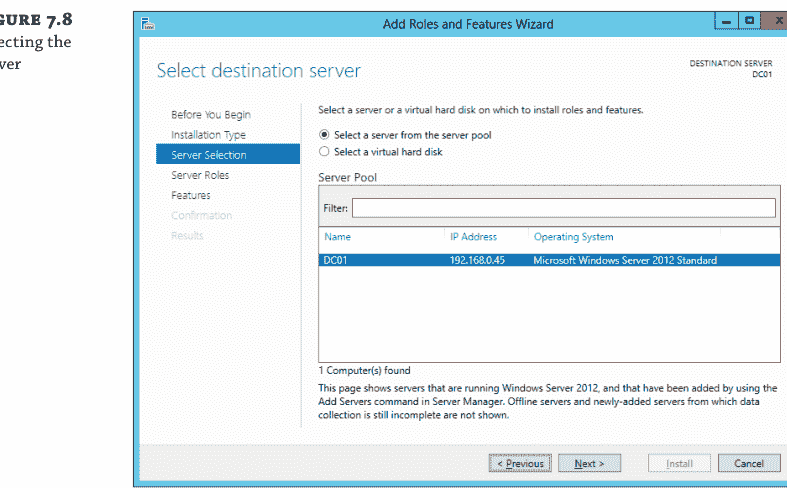 GURE 7.8
ecting the
ver
Add Roles and Features Wizard
Select destination server
DESTINATION SERVER
DC01
Before You Begin
Installation Type
Server Selection
Server Roles
Features
Confirmation
Results
Select a server or a virtual hard disk on which to install roles and features.
Select a server from the server pool
Select a virtual hard disk
Server Pool
Filter:
Name IP Address Operating System
DC01 192.168.0.45 Microsoft Windows Server 2012 Standard
1 Computer(s) found
This page shows servers that are running Windows Server 2012, and that have been added by using the
Add Servers command in Server Manager. Offline servers and newly-added servers from which data
collection is still incomplete are not shown.
< Previous Next > Install Cancel